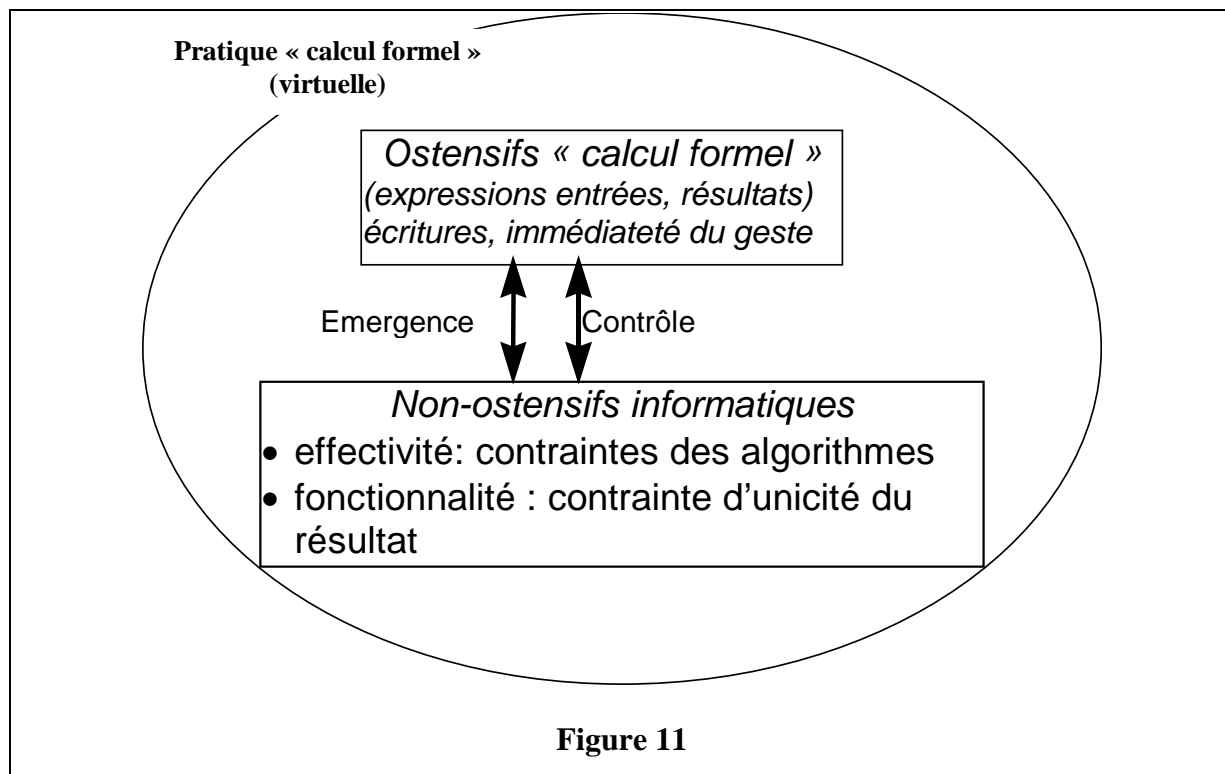 Pratique « calcul formel »
(virtuelle)
Ostensifs « calcul formel »
(expressions entrées, résultats)
écritures, immédiateté du geste
Emergence
Contrôle
Non-ostensifs informatiques
• effectivité: contraintes des algorithmes
• fonctionnalité : contrainte d’unicité du
résultat
Figure 11